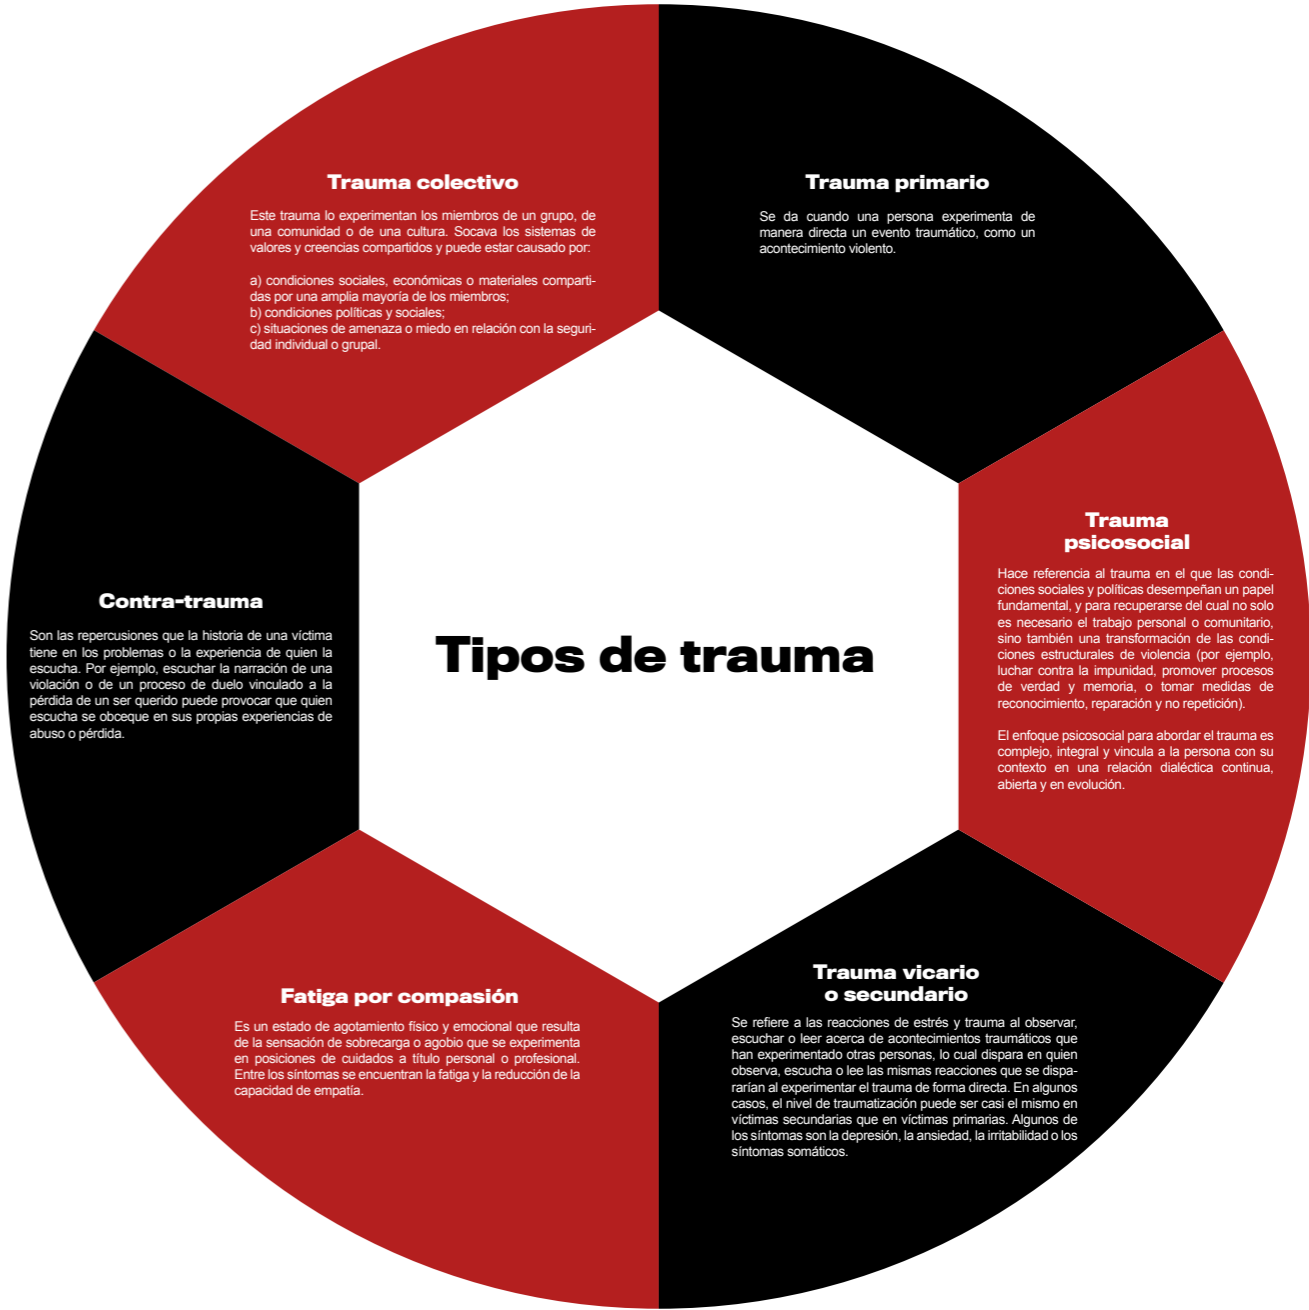 Tipos de trauma
Trauma colectivo
Este trauma lo experimentan los miembros de un grupo, de
una comunidad o de una cultura. Socava los sistemas de
valores y creencias compartidos y puede estar causado por:
a) condiciones sociales, económicas o materiales comparti-
das por una amplia mayoría de los miembros;
b) condiciones políticas y sociales;
c) situaciones de amenaza o miedo en relación con la seguri-
dad individual o grupal.
Trauma primario
Se da cuando una persona experimenta de
manera directa un evento traumático, como un
acontecimiento violento.
Trauma
psicosocial
Hace referencia al trauma en el que las condi-
ciones sociales y políticas desempeñan un papel
fundamental, y para recuperarse del cual no solo
es necesario el trabajo personal o comunitario,
sino también una transformación de las condi-
ciones estructurales de violencia (por ejemplo,
luchar contra la impunidad, promover procesos
de verdad y memoria, o tomar medidas de
reconocimiento, reparación y no repetición).
El enfoque psicosocial para abordar el trauma es
complejo, integral y vincula a la persona con su
contexto en una relación dialéctica continua,
abierta y en evolución.
Trauma vicario
o secundario
Se refiere a las reacciones de estrés y trauma al observar,
escuchar o leer acerca de acontecimientos traumáticos que
han experimentado otras personas, lo cual dispara en quien
observa, escucha o lee las mismas reacciones que se dispa-
rarían al experimentar el trauma de forma directa. En algunos
casos, el nivel de traumatización puede ser casi el mismo en
víctimas secundarias que en víctimas primarias. Algunos de
los síntomas son la depresión, la ansiedad, la irritabilidad o los
síntomas somáticos.
Fatiga por compasión
Es un estado de agotamiento físico y emocional que resulta
de la sensación de sobrecarga o agobio que se experimenta
en posiciones de cuidados a título personal o profesional.
Entre los síntomas se encuentran la fatiga y la reducción de la
capacidad de empatía.
Contra-trauma
Son las repercusiones que la historia de una víctima
tiene en los problemas o la experiencia de quien la
escucha. Por ejemplo, escuchar la narración de una
violación o de un proceso de duelo vinculado a la
pérdida de un ser querido puede provocar que quien
escucha se obceque en sus propias experiencias de
abuso o pérdida.